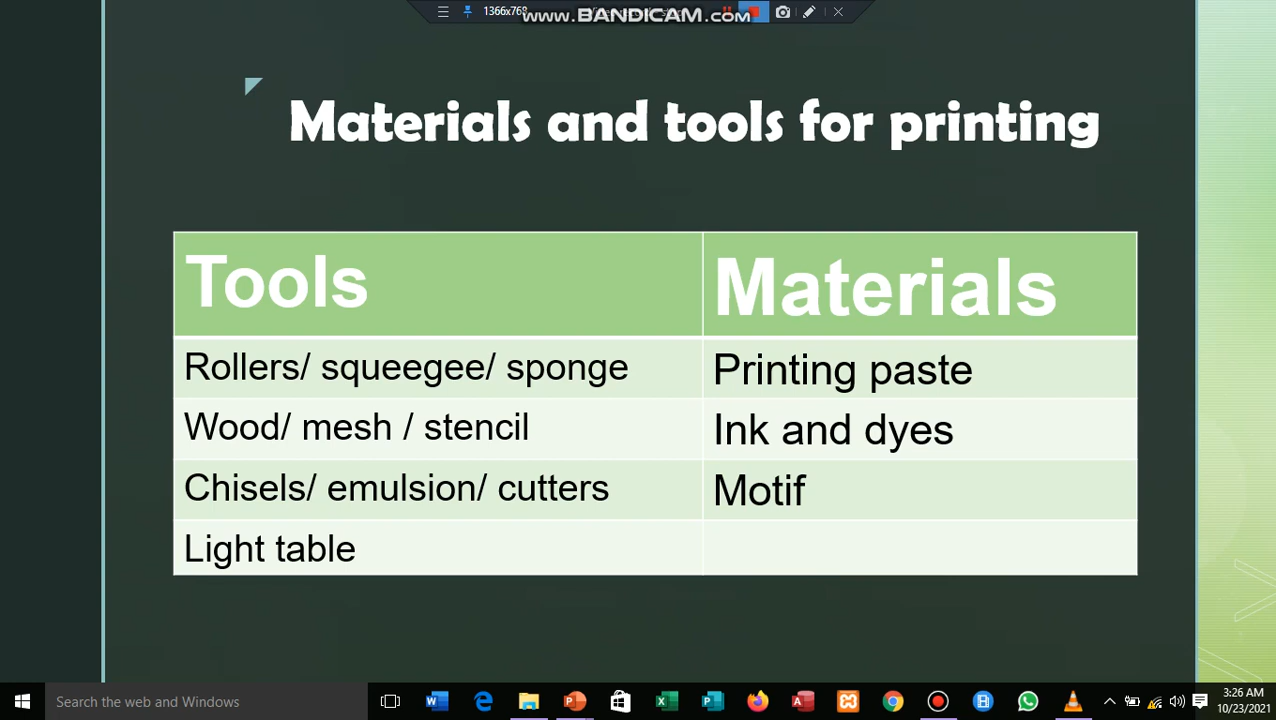 1366x768
www.BANDICAM.com
Materials and tools for printing
Tools
Materials
Rollers/ squeegee/ sponge
Printing paste
Wood/ mesh / stencil
Ink and dyes
Chisels/ emulsion/ cutters
Motif
Light table
Search the web and Windows
3:26 AM
10/23/2021